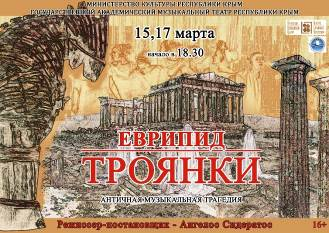 МИНИСТЕРСТВО КУЛЬТУРЫ РЕСПУБЛИКИ КРЫМ
ГОСУДАРСТВЕННЫЙ АКАДЕМИЧЕСКИЙ МУЗЫКАЛЬНЫЙ ТЕАТР РЕСПУБЛИКИ КРЫМ
15,17 марта
начало в 18.30
ЕВРИПИД
ТРОЯНКИ
АНТИЧНАЯ МУЗЫКАЛЬНАЯ ТРАГЕДИЯ
Режиссер-постановщик - Ангелос Сидератос
16+